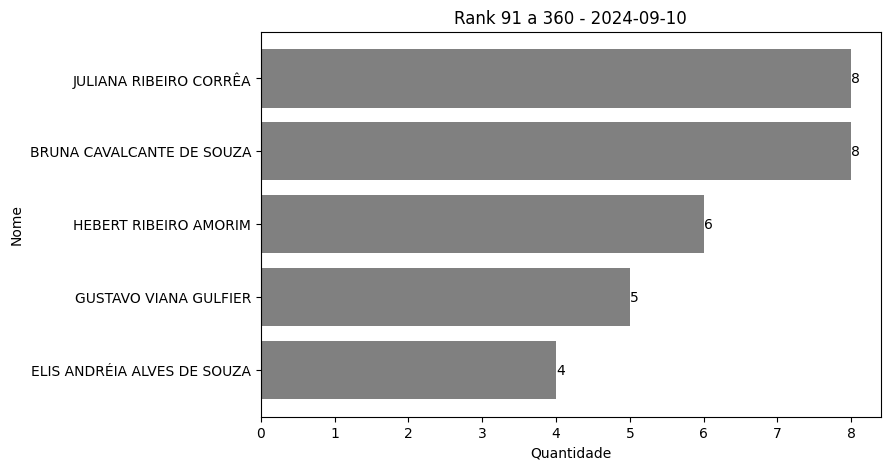 Rank 91 a 360 - 2024-09-10
JULIANA RIBEIRO CORRÊA
8
BRUNA CAVALCANTE DE SOUZA
8
HEBERT RIBEIRO AMORIM
6
GUSTAVO VIANA GULFIER
5
ELIS ANDRÉIA ALVES DE SOUZA
4
Nome
0 1 2 3 4 5 6 7 8
Quantidade